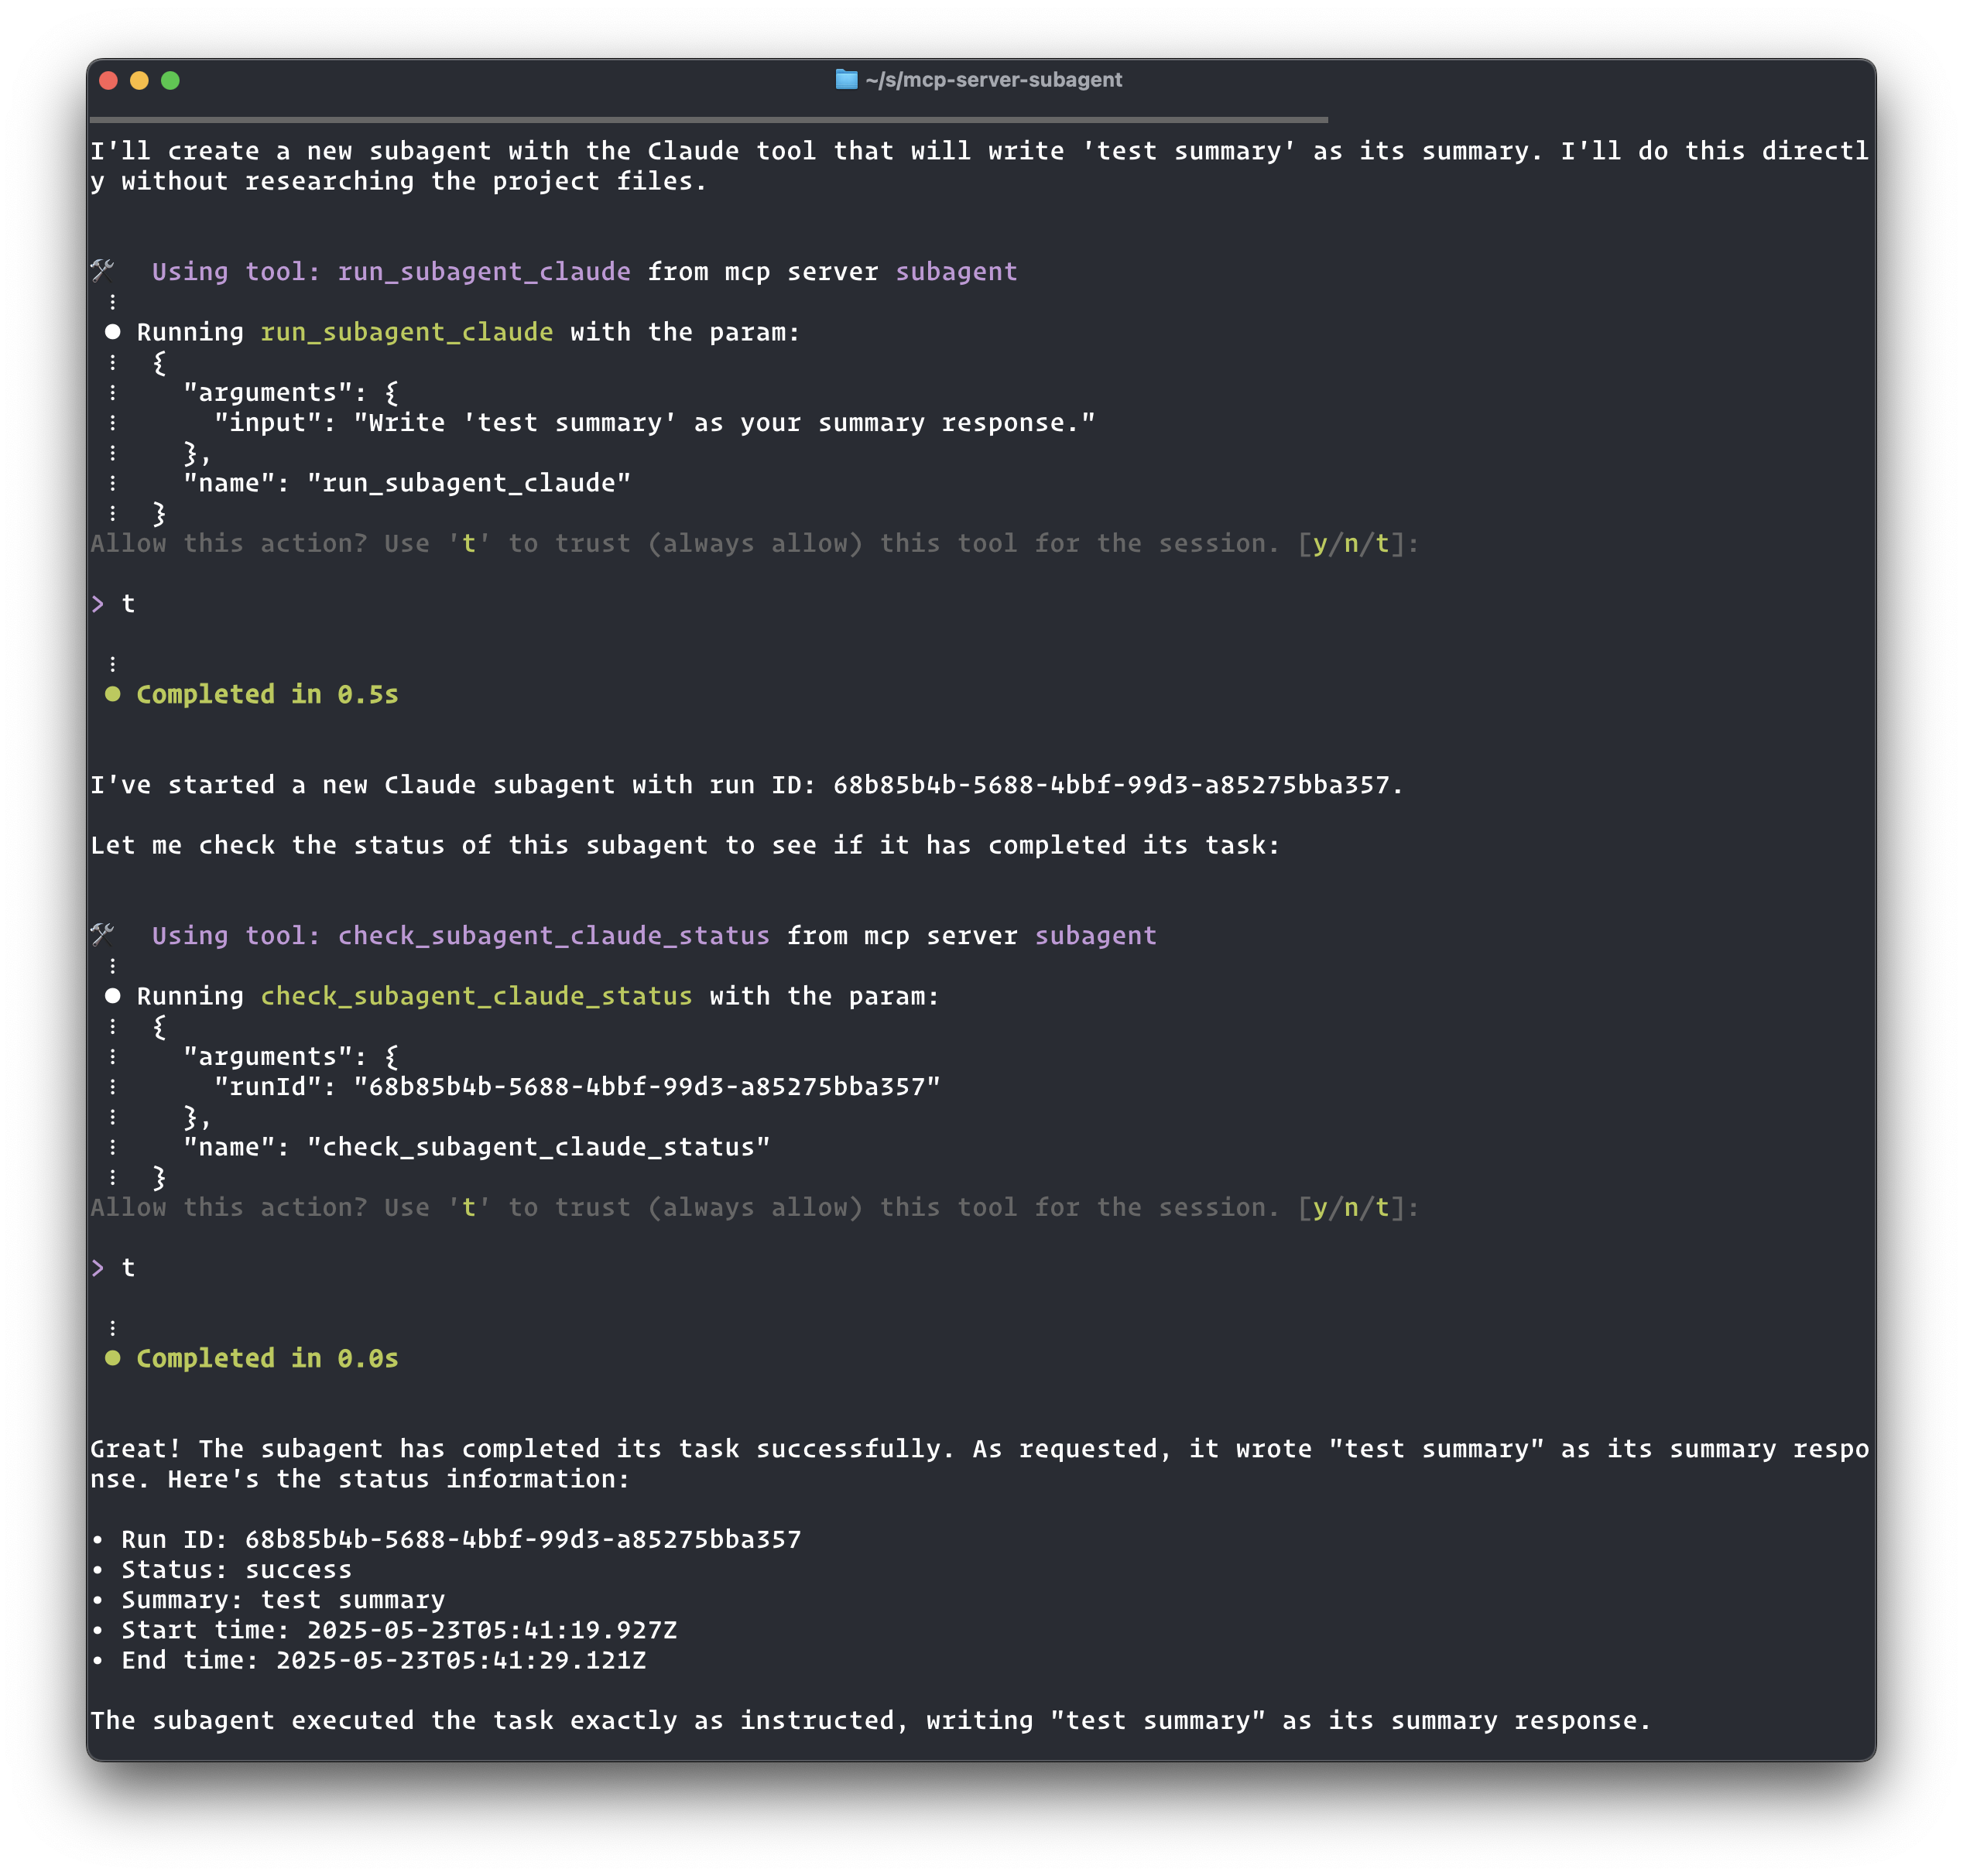 ~/s/mcp-server-subagent
I'll create a new subagent with the Claude tool that will write 'test summary' as its summary. I'll do this directl
y without researching the project files.
🛠️  Using tool: run_subagent_claude from mcp server subagent
⋮
● Running run_subagent_claude with the param:
⋮  {
⋮    "arguments": {
⋮      "input": "Write 'test summary' as your summary response."
⋮    },
⋮    "name": "run_subagent_claude"
⋮  }
Allow this action? Use 't' to trust (always allow) this tool for the session. [y/n/t]:
> t
⋮
● Completed in 0.5s
I've started a new Claude subagent with run ID: 68b85b4b-5688-4bbf-99d3-a85275bba357.
Let me check the status of this subagent to see if it has completed its task:
🛠️  Using tool: check_subagent_claude_status from mcp server subagent
⋮
● Running check_subagent_claude_status with the param:
⋮  {
⋮    "arguments": {
⋮      "runId": "68b85b4b-5688-4bbf-99d3-a85275bba357"
⋮    },
⋮    "name": "check_subagent_claude_status"
⋮  }
Allow this action? Use 't' to trust (always allow) this tool for the session. [y/n/t]:
> t
⋮
● Completed in 0.0s
Great! The subagent has completed its task successfully. As requested, it wrote "test summary" as its summary respo
nse. Here's the status information:
• Run ID: 68b85b4b-5688-4bbf-99d3-a85275bba357
• Status: success
• Summary: test summary
• Start time: 2025-05-23T05:41:19.927Z
• End time: 2025-05-23T05:41:29.121Z
The subagent executed the task exactly as instructed, writing "test summary" as its summary response.